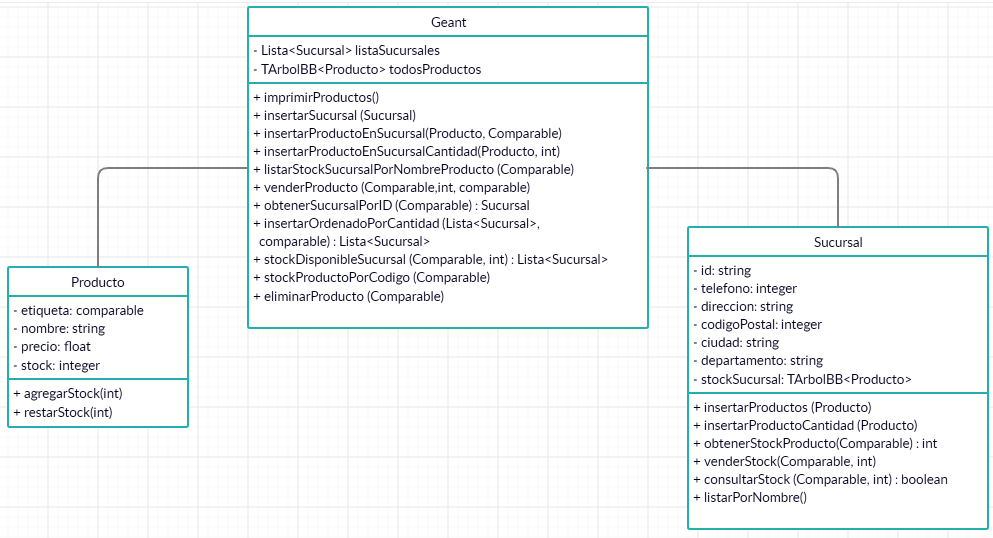 Geant
- Lista<Sucursal> listaSucursales
- TArbolBB<Producto> todosProductos
+ imprimirProductos()
+ insertarSucursal (Sucursal)
+ insertarProductoEnSucursal(Producto, Comparable)
+ insertarProductoEnSucursalCantidad(Producto, int)
+ listarStockSucursalPorNombreProducto (Comparable)
+ venderProducto (Comparable,int, comparable)
+ obtenerSucursalPorID (Comparable) : Sucursal
+ insertarOrdenadoPorCantidad (Lista<Sucursal>,
comparable) : Lista<Sucursal>
+ stockDisponibleSucursal (Comparable, int) : Lista<Sucursal>
+ stockProductoPorCodigo (Comparable)
+ eliminarProducto (Comparable)
Producto
- etiqueta: comparable
- nombre: string
- precio: float
- stock: integer
+ agregarStock(int)
+ restarStock(int)
Sucursal
- id: string
- telefono: integer
- direccion: string
- codigoPostal: integer
- ciudad: string
- departamento: string
- stockSucursal: TArbolBB<Producto>
+ insertarProductos (Producto)
+ insertarProductoCantidad (Producto)
+ obtenerStockProducto(Comparable) : int
+ venderStock(Comparable, int)
+ consultarStock (Comparable, int) : boolean
+ listarPorNombre()